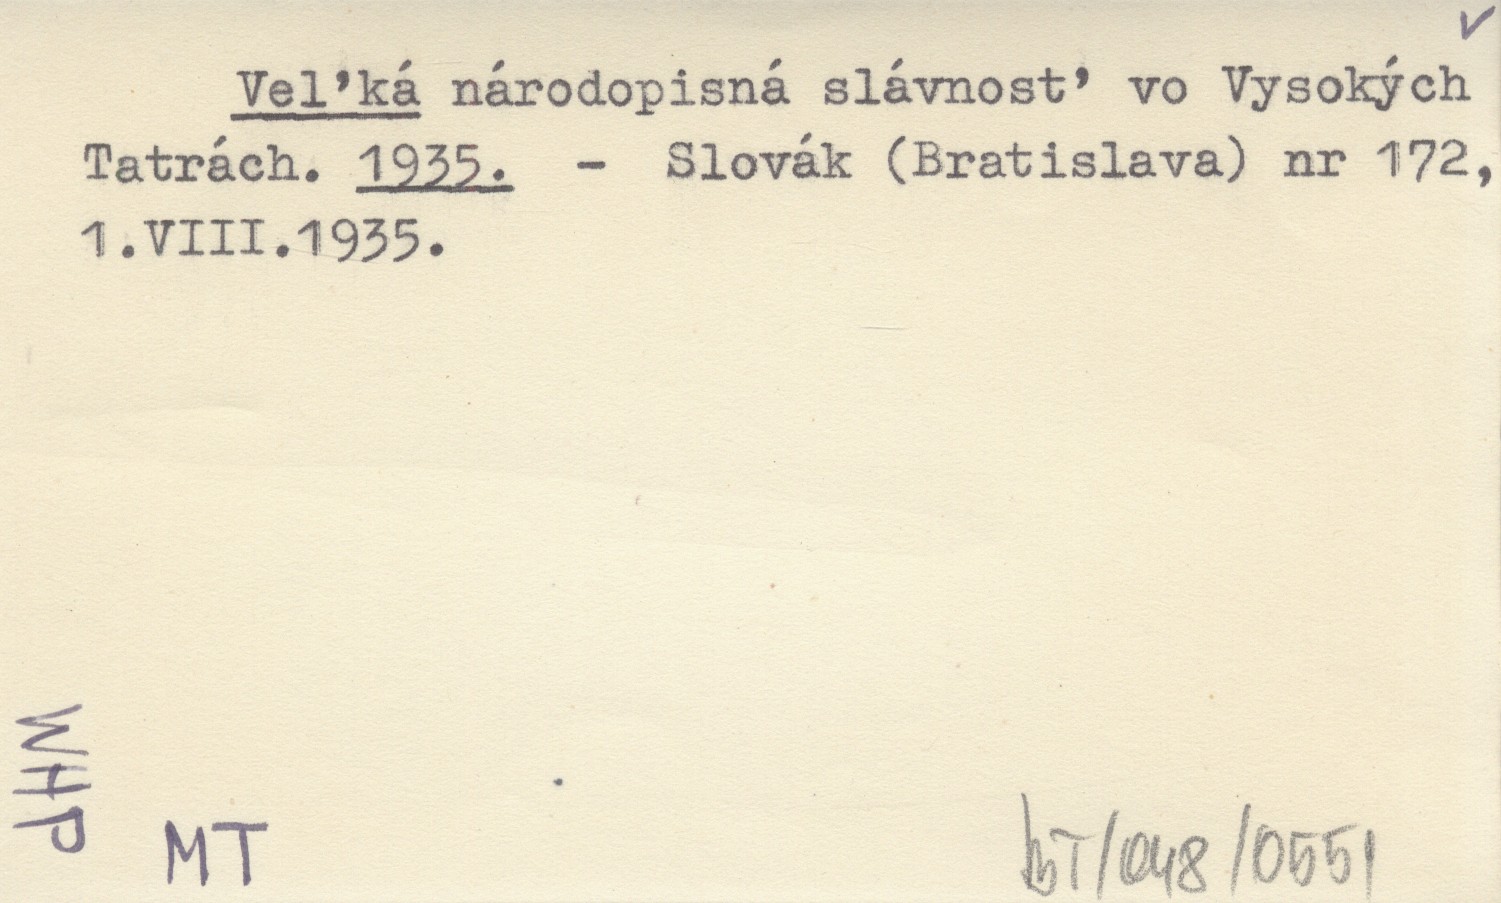 Vel’ká národopisná slávnost’ vo Vysokých
Tatrách. 1935. - Slovák (Bratislava) nr 172,
1.VIII.1935.
WHP
MT
bT/048/0551